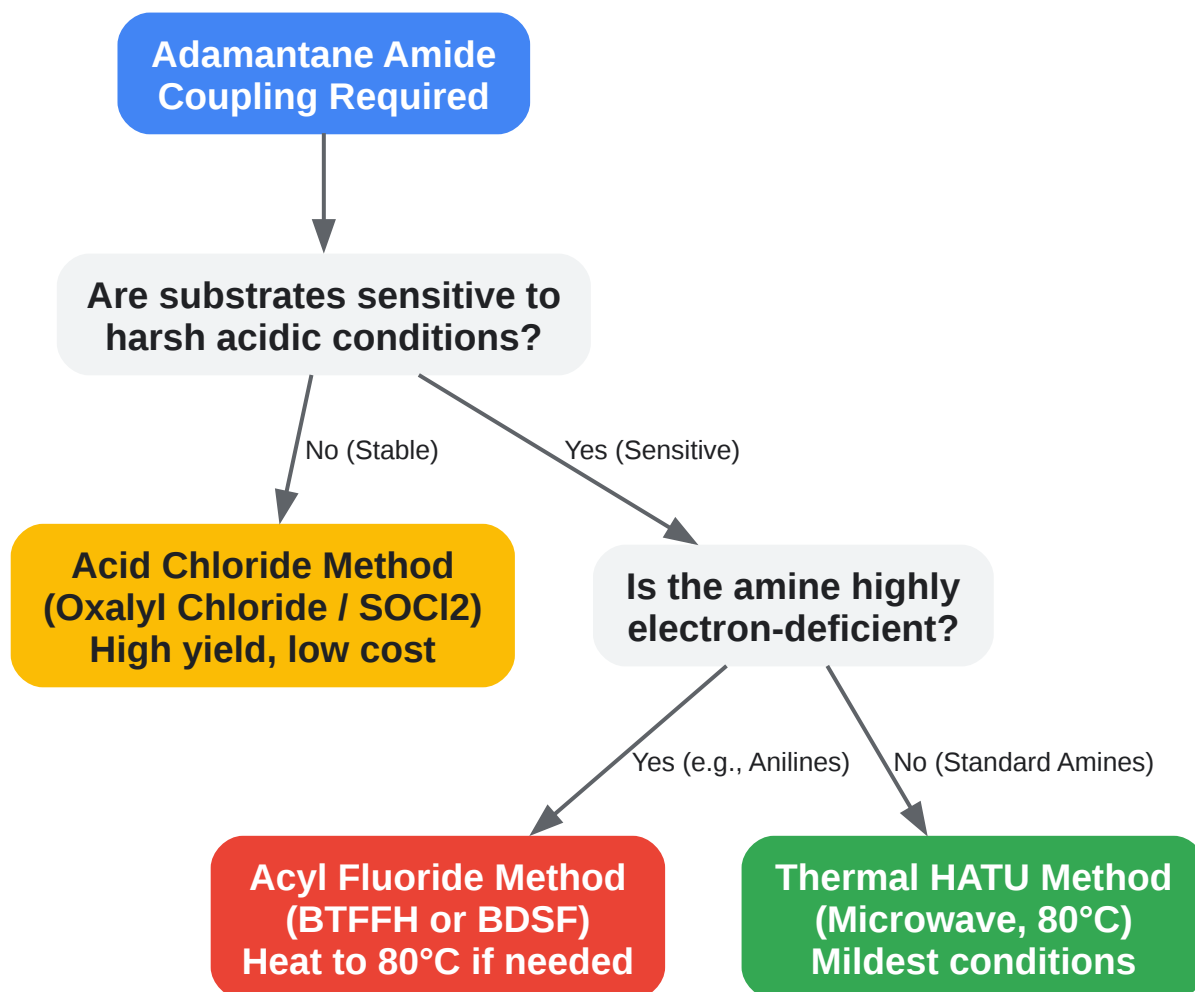 Adamantane Amide
Coupling Required
Are substrates sensitive to
harsh acidic conditions?
No (Stable)
Yes (Sensitive)
Acid Chloride Method
(Oxalyl Chloride / SOCl2)
High yield, low cost
Is the amine highly
electron-deficient?
Yes (e.g., Anilines)
No (Standard Amines)
Acyl Fluoride Method
(BTFFH or BDSF)
Heat to 80°C if needed
Thermal HATU Method
(Microwave, 80°C)
Mildest conditions